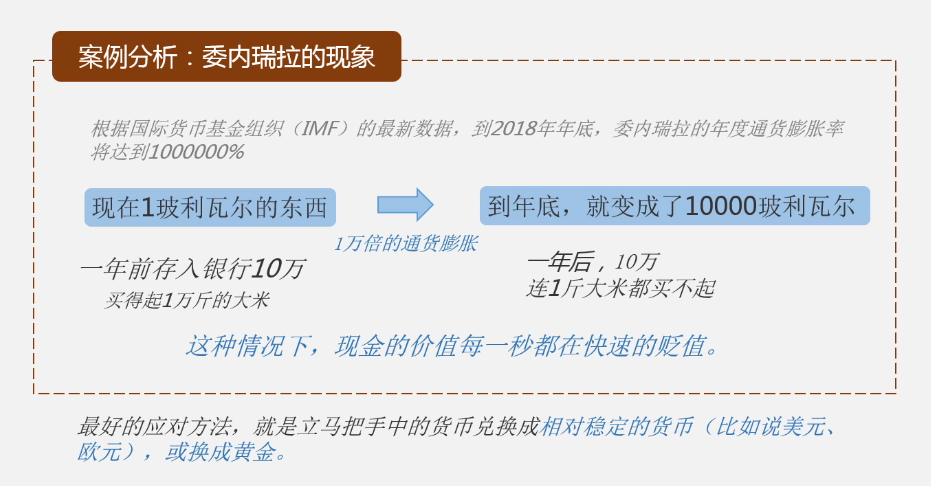 案例分析：委内瑞拉的现象
根据国际货币基金组织（IMF）的最新数据，到2018年年底，委内瑞拉的年度通货膨胀率
将达到1000000%
现在1玻利瓦尔的东西
到年底，就变成了10000玻利瓦尔
1万倍的通货膨胀
一年前存入银行10万
买得起1万斤的大米
一年后，10万
连1斤大米都买不起
这种情况下，现金的价值每一秒都在快速的贬值。
最好的应对方法，就是立马把手中的货币兑换成相对稳定的货币（比如说美元、
欧元），或换成黄金。